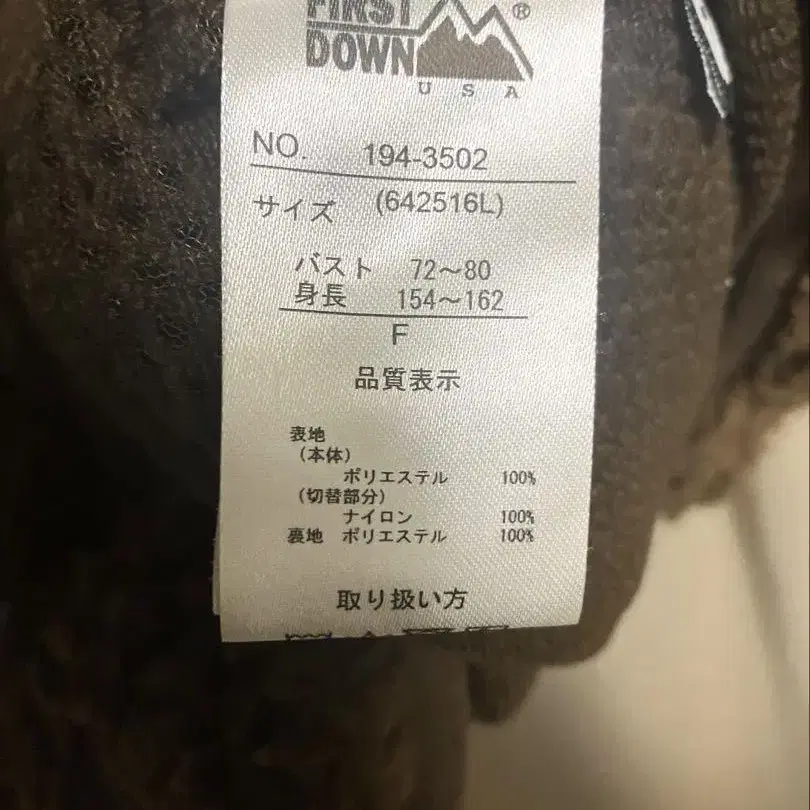 FIRST
DOWN
USA
®
NO. 194-3502
サイズ (642516L)
バスト 72〜80
身長 154〜162
F
品質表示
表地
(本体)
ポリエステル 100%
(切替部分)
ナイロン 100%
裏地 ポリエステル 100%
取り扱い方